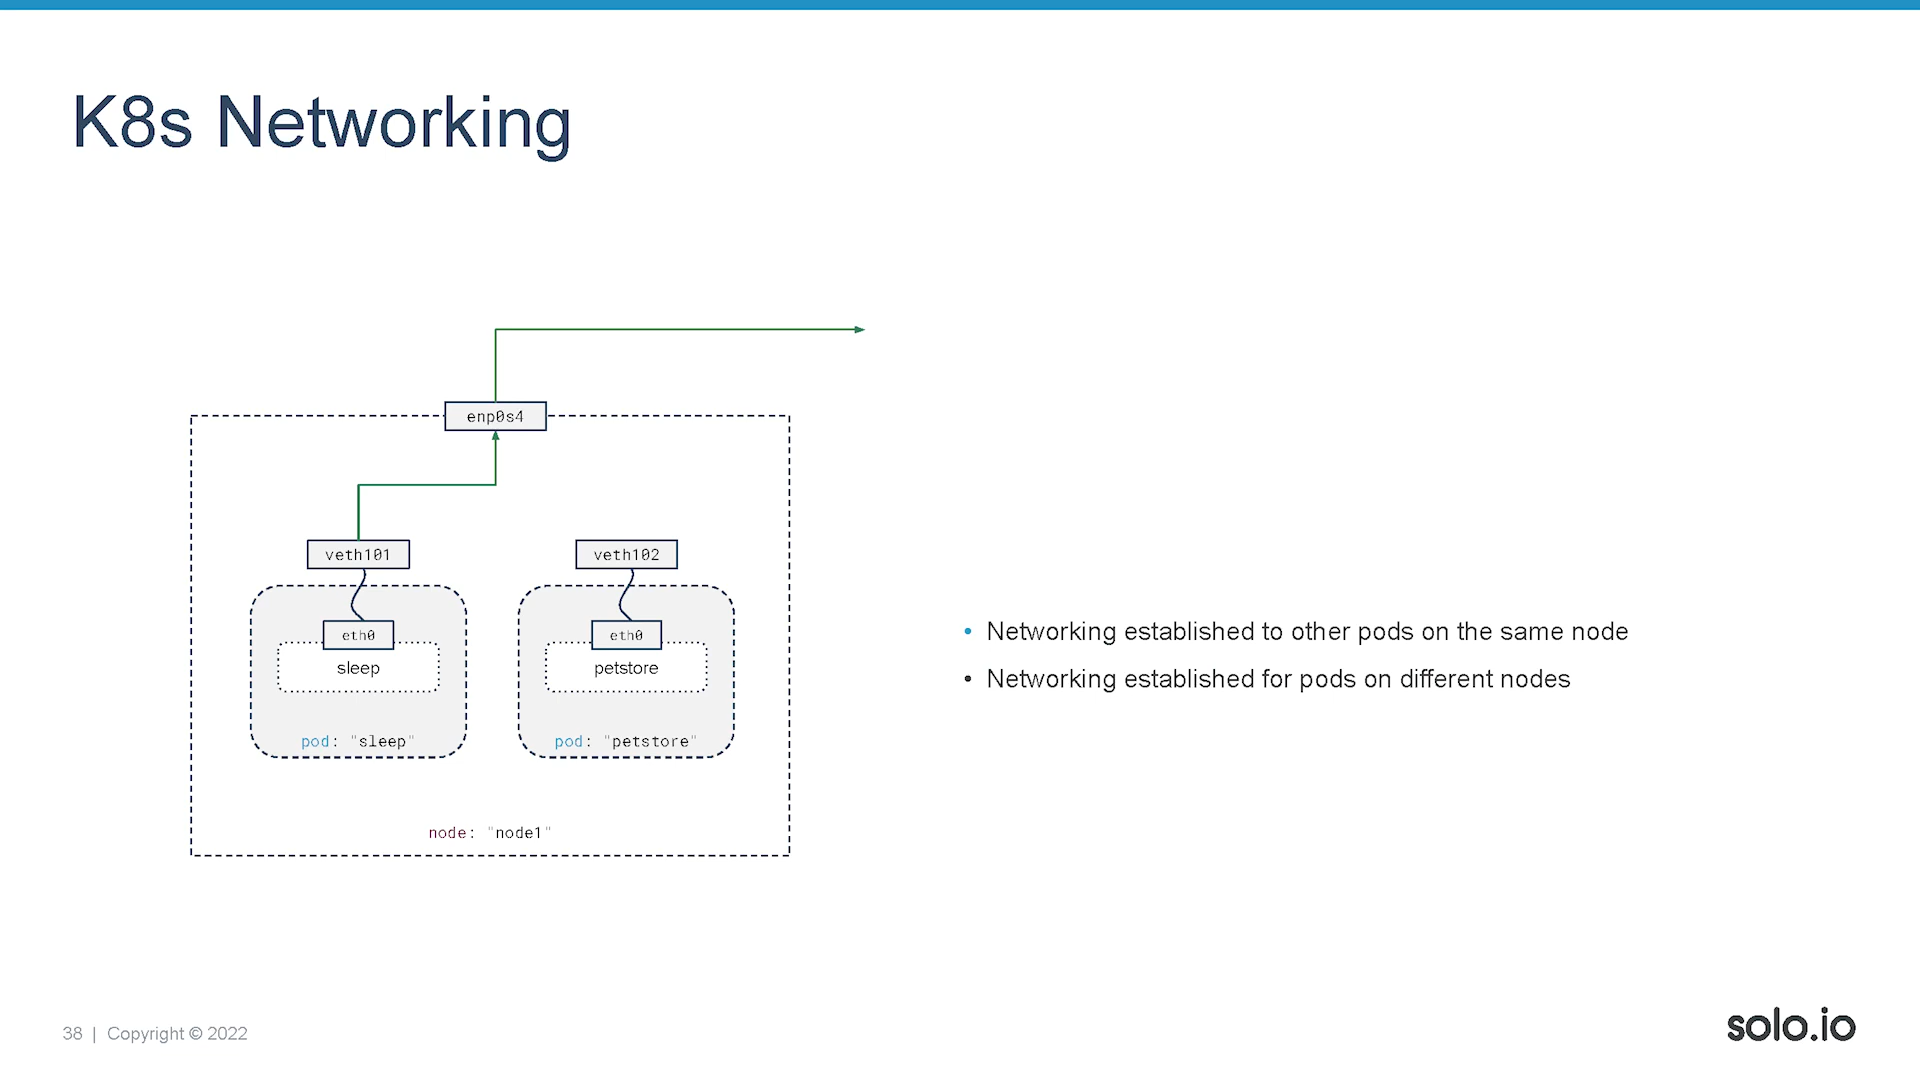 K8s Networking
enp0s4
veth101
veth102
eth0
eth0
sleep
petstore
pod: "sleep"
pod: "petstore"
node: "node1"
• Networking established to other pods on the same node
• Networking established for pods on different nodes
38 | Copyright © 2022
solo.io